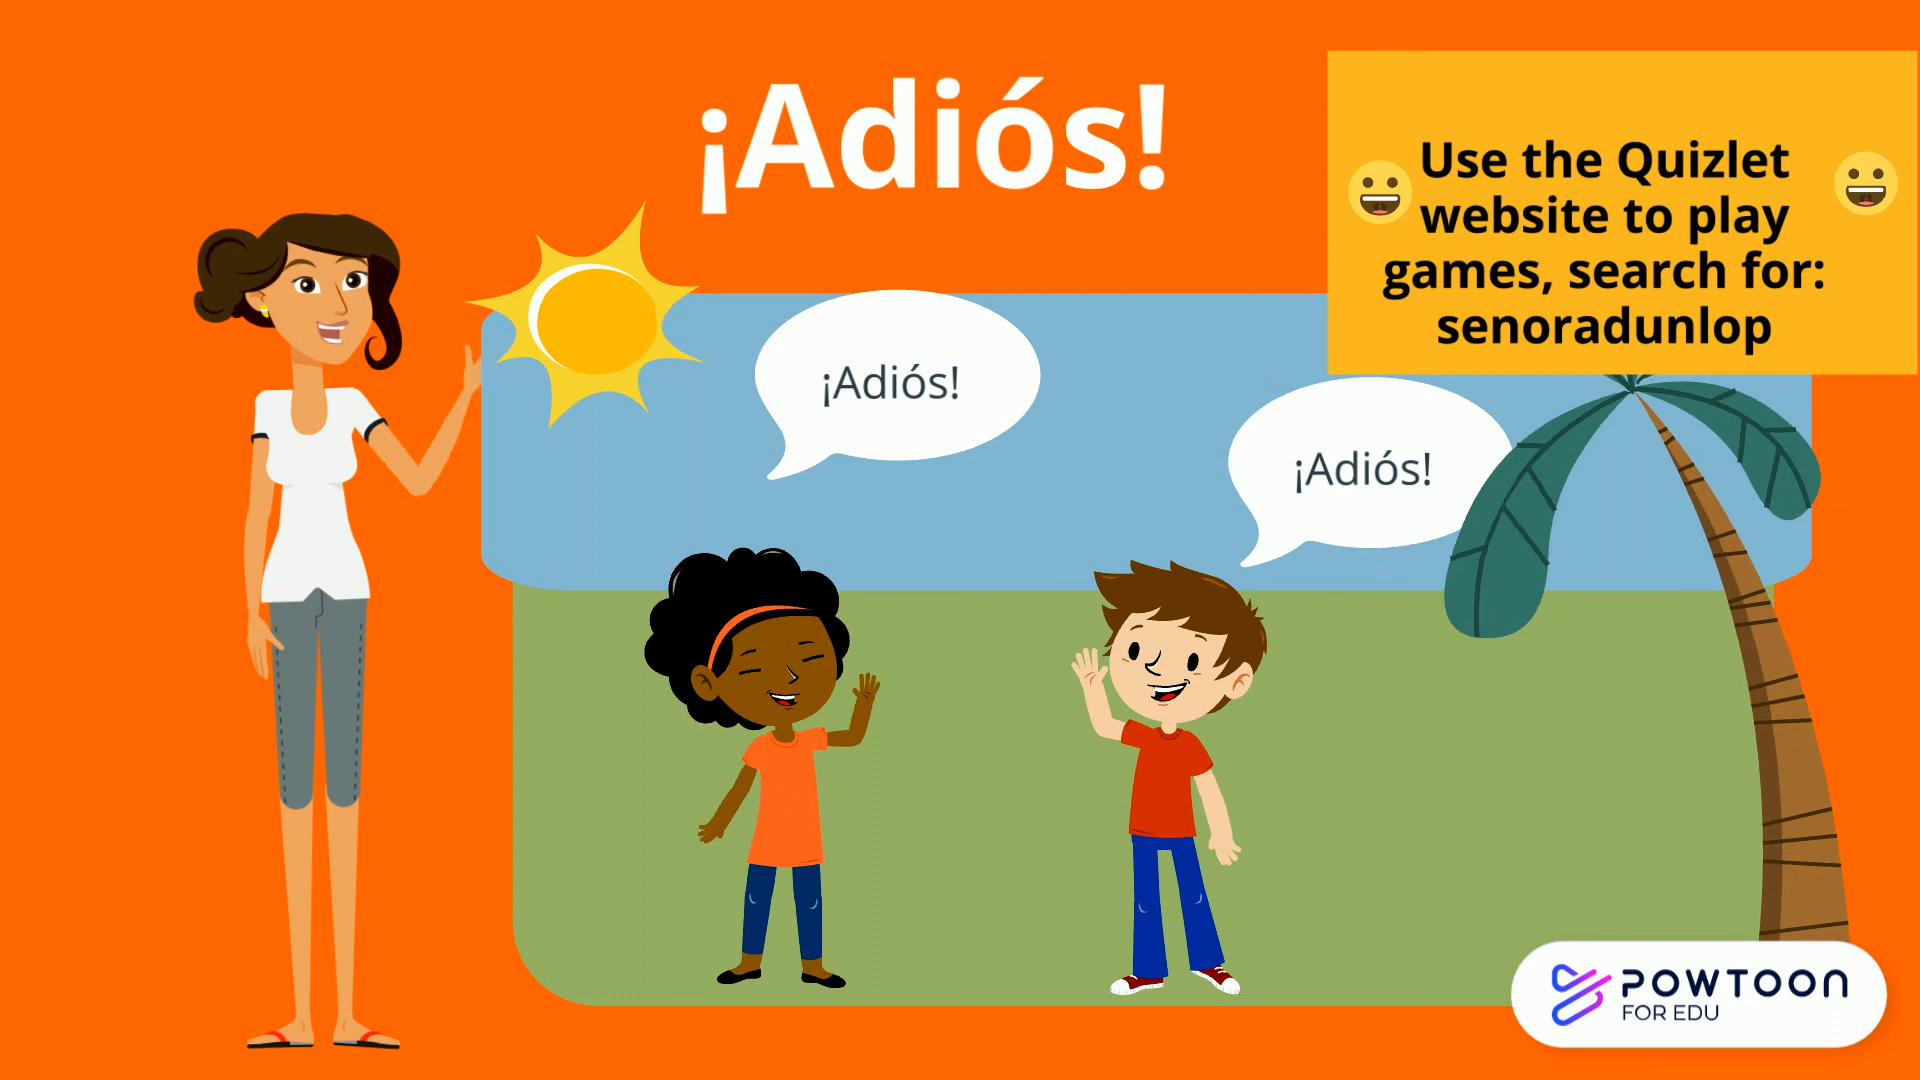 ¡Adiós!
Use the Quizlet
website to play
games, search for:
senoradunlop
¡Adiós!
¡Adiós!
POWTOON
FOR EDU